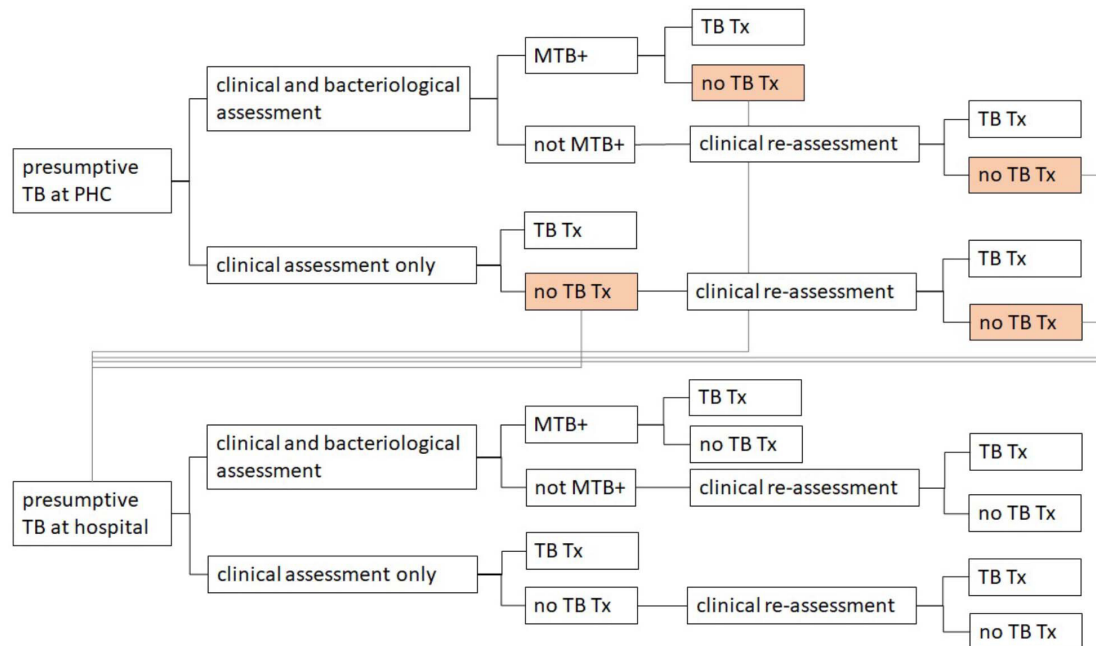 TB Tx
MTB+
clinical and bacteriological
assessment
no TB Tx
TB Tx
not MTB+
clinical re-assessment
presumptive
TB at PHC
no TB Tx
TB Tx
TB Tx
clinical assessment only
no TB Tx
clinical re-assessment
no TB Tx
TB Tx
MTB+
clinical and bacteriological
assessment
no TB Tx
TB Tx
not MTB+
clinical re-assessment
presumptive
TB at hospital
no TB Tx
TB Tx
clinical assessment only
TB Tx
no TB Tx
clinical re-assessment
no TB Tx